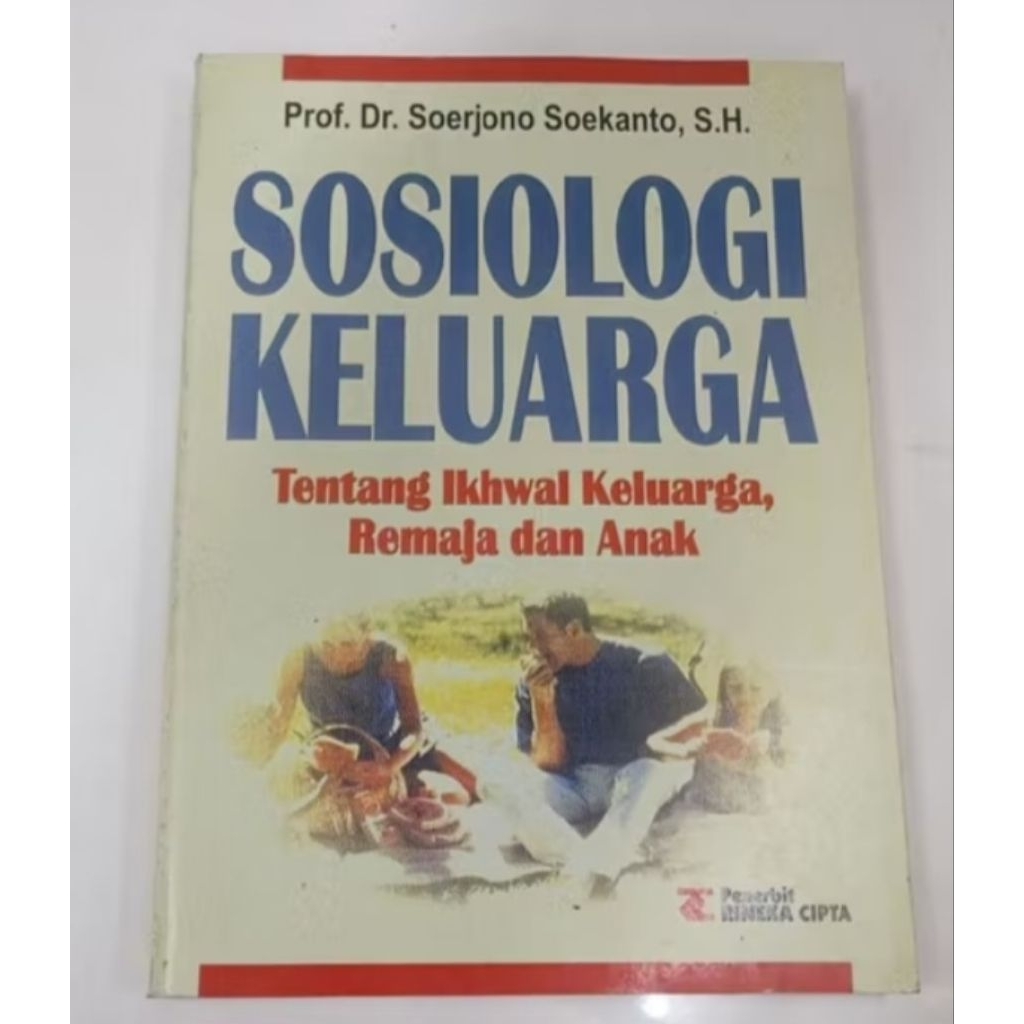 Prof. Dr. Soerjono Soekanto, S.H.
SOSIOLOGI
KELUARGA
Tentang Ikhwal Keluarga,
Remaja dan Anak
Penerbit
RINEKA CIPTA